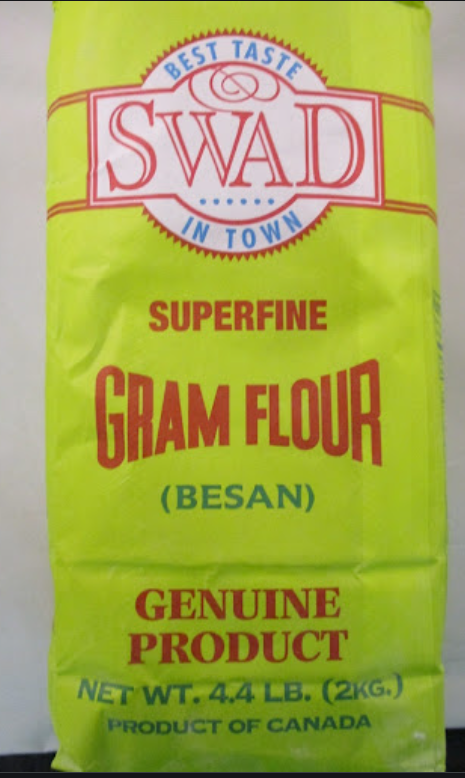 BEST TASTE
SWAD
IN TOWN
SUPERFINE
GRAM FLOUR
(BESAN)
GENUINE
PRODUCT
NET WT. 4.4 LB. (2KG.)
PRODUCT OF CANADA